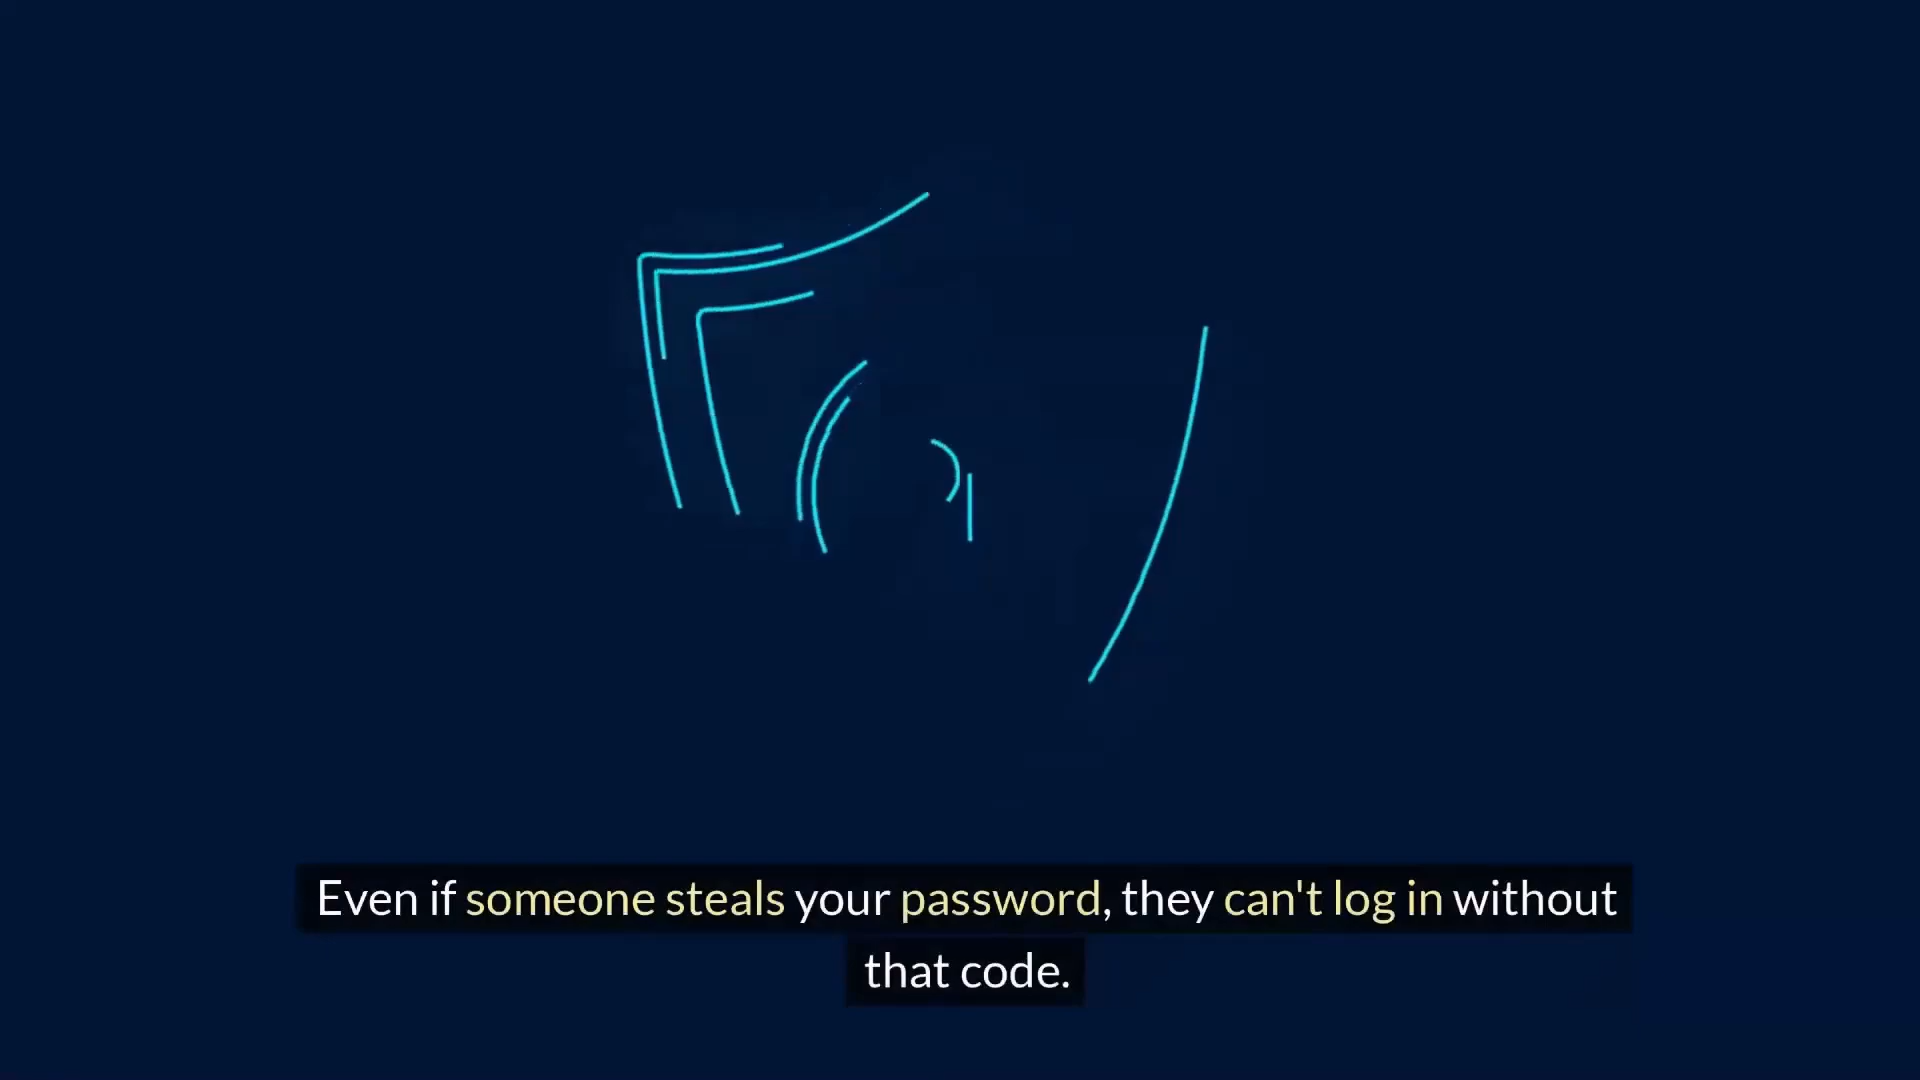 Even if someone steals your password, they can't log in without
that code.